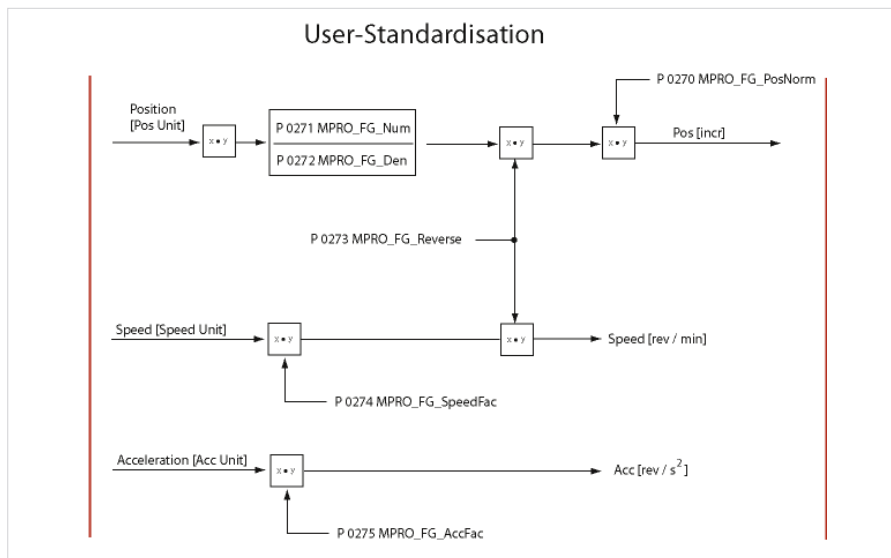 User-Standardisation
P 0270 MPRO_FG_PosNorm
Position
[Pos Unit]
x • y
P 0271 MPRO_FG_Num
P 0272 MPRO_FG_Den
x • y
x • y
Pos [incr]
P 0273 MPRO_FG_Reverse
Speed [Speed Unit]
x • y
x • y
Speed [rev / min]
P 0274 MPRO_FG_SpeedFac
Acceleration [Acc Unit]
x • y
Acc [rev / s²]
P 0275 MPRO_FG_AccFac